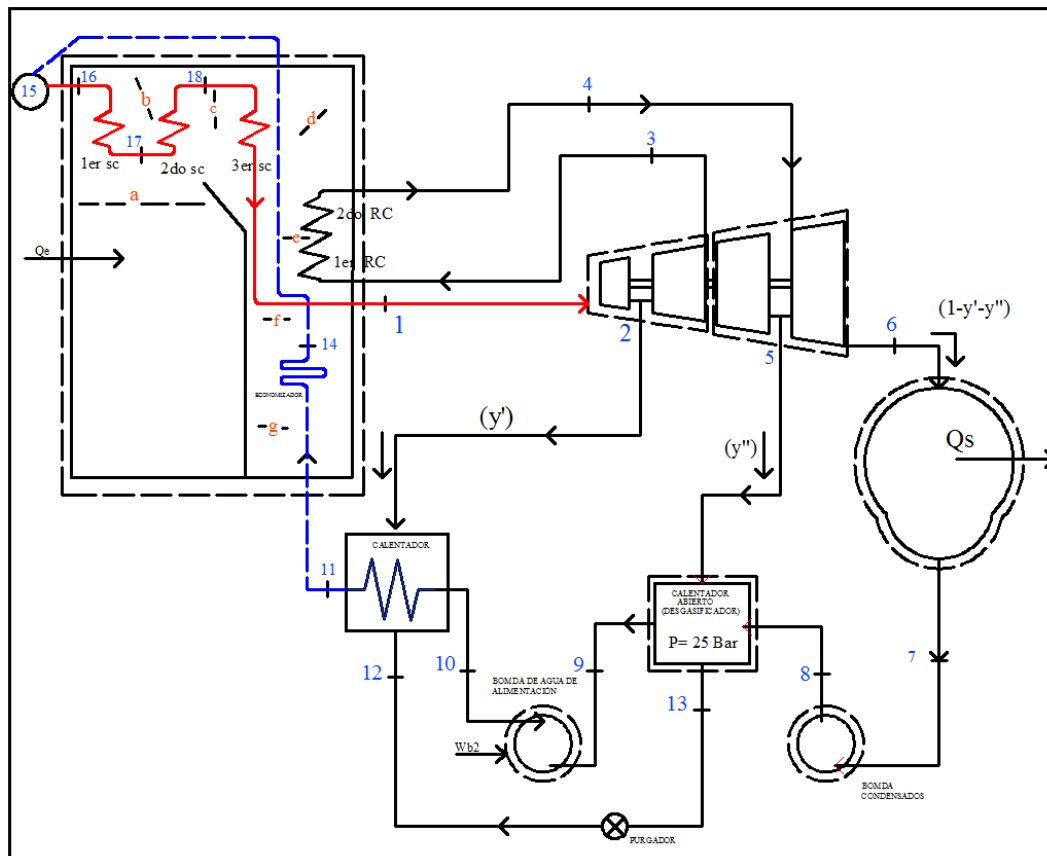 15
16
b
18
c
d
17
1er sc
2do sc
3er sc
a
Qe
2do RC
e
1er RC
f
14
ECONOMIZADOR
g
4
3
1
2
5
6
(1-y'-y")
(y')
(y")
Qs
CALENTADOR
11
12
10
BOMDA DE AGUA DE
ALIMENTACIÓN
Wb2
9
CALENTADOR
ABIERTO
(DESGASIFICADOR)
P= 25 Bar
13
8
7
BOMDA
CONDENSADOS
PURGADOR